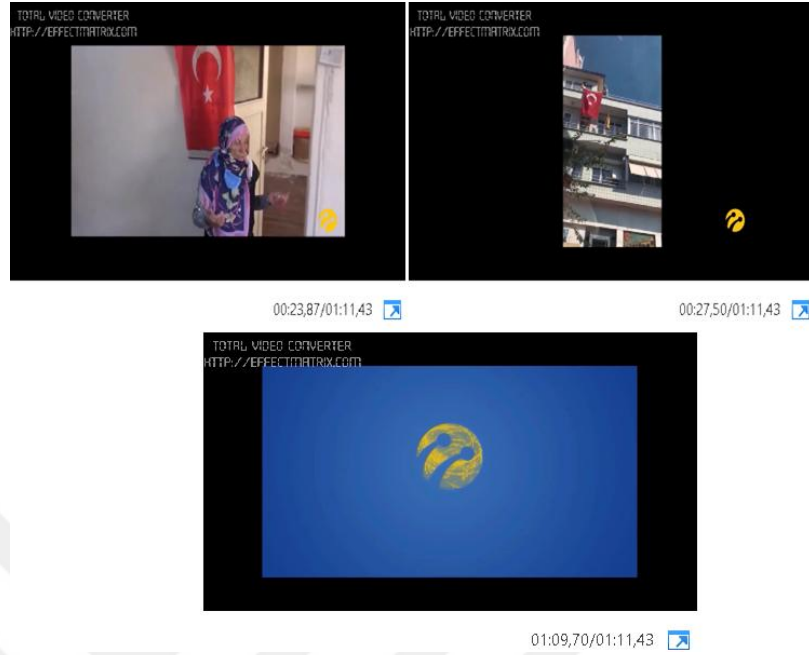 TOTAL VIDEO CONVERTER
HTTP://EFFECTMATRIX.COM
TOTAL VIDEO CONVERTER
HTTP://EFFECTMATRIX.COM
00:23,87/01:11,43
00:27,50/01:11,43
TOTAL VIDEO CONVERTER
HTTP://EFFECTMATRIX.COM
01:09,70/01:11,43